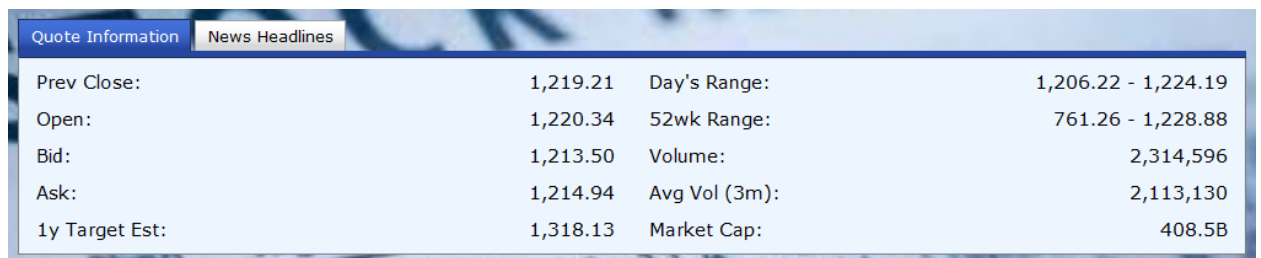 Quote Information News Headlines
Prev Close: 1,219.21 Day's Range: 1,206.22 - 1,224.19
Open: 1,220.34 52wk Range: 761.26 - 1,228.88
Bid: 1,213.50 Volume: 2,314,596
Ask: 1,214.94 Avg Vol (3m): 2,113,130
1y Target Est: 1,318.13 Market Cap: 408.5B